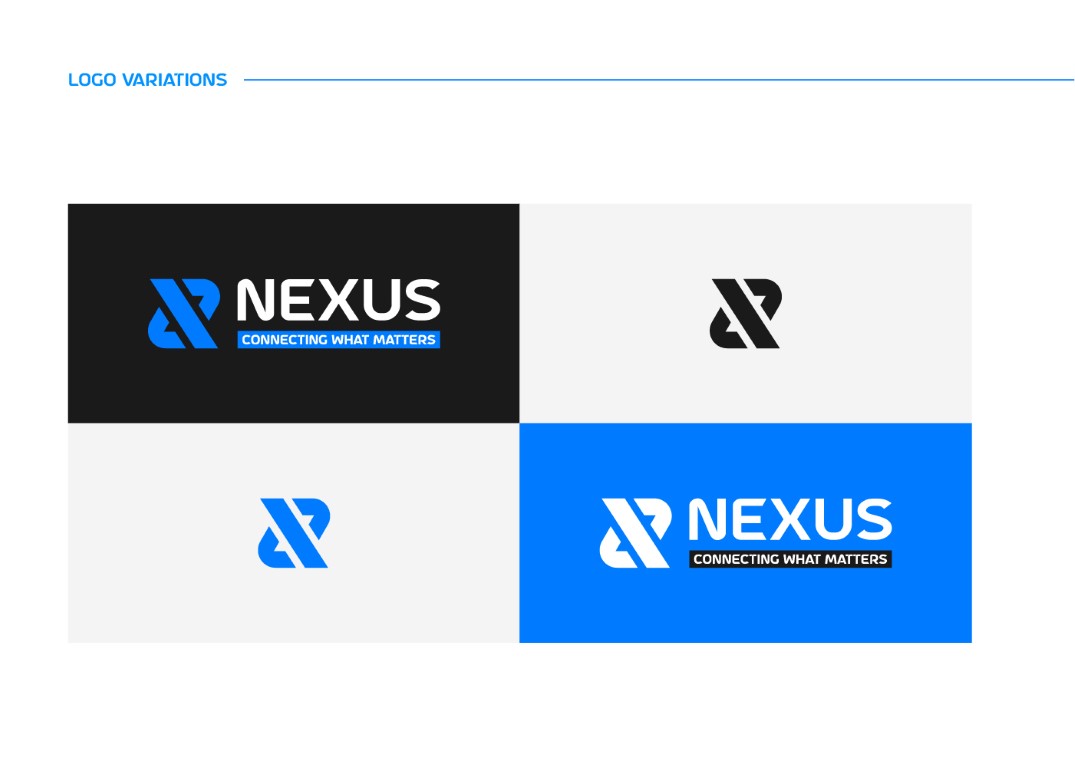 LOGO VARIATIONS
NEXUS
CONNECTING WHAT MATTERS
NEXUS
CONNECTING WHAT MATTERS